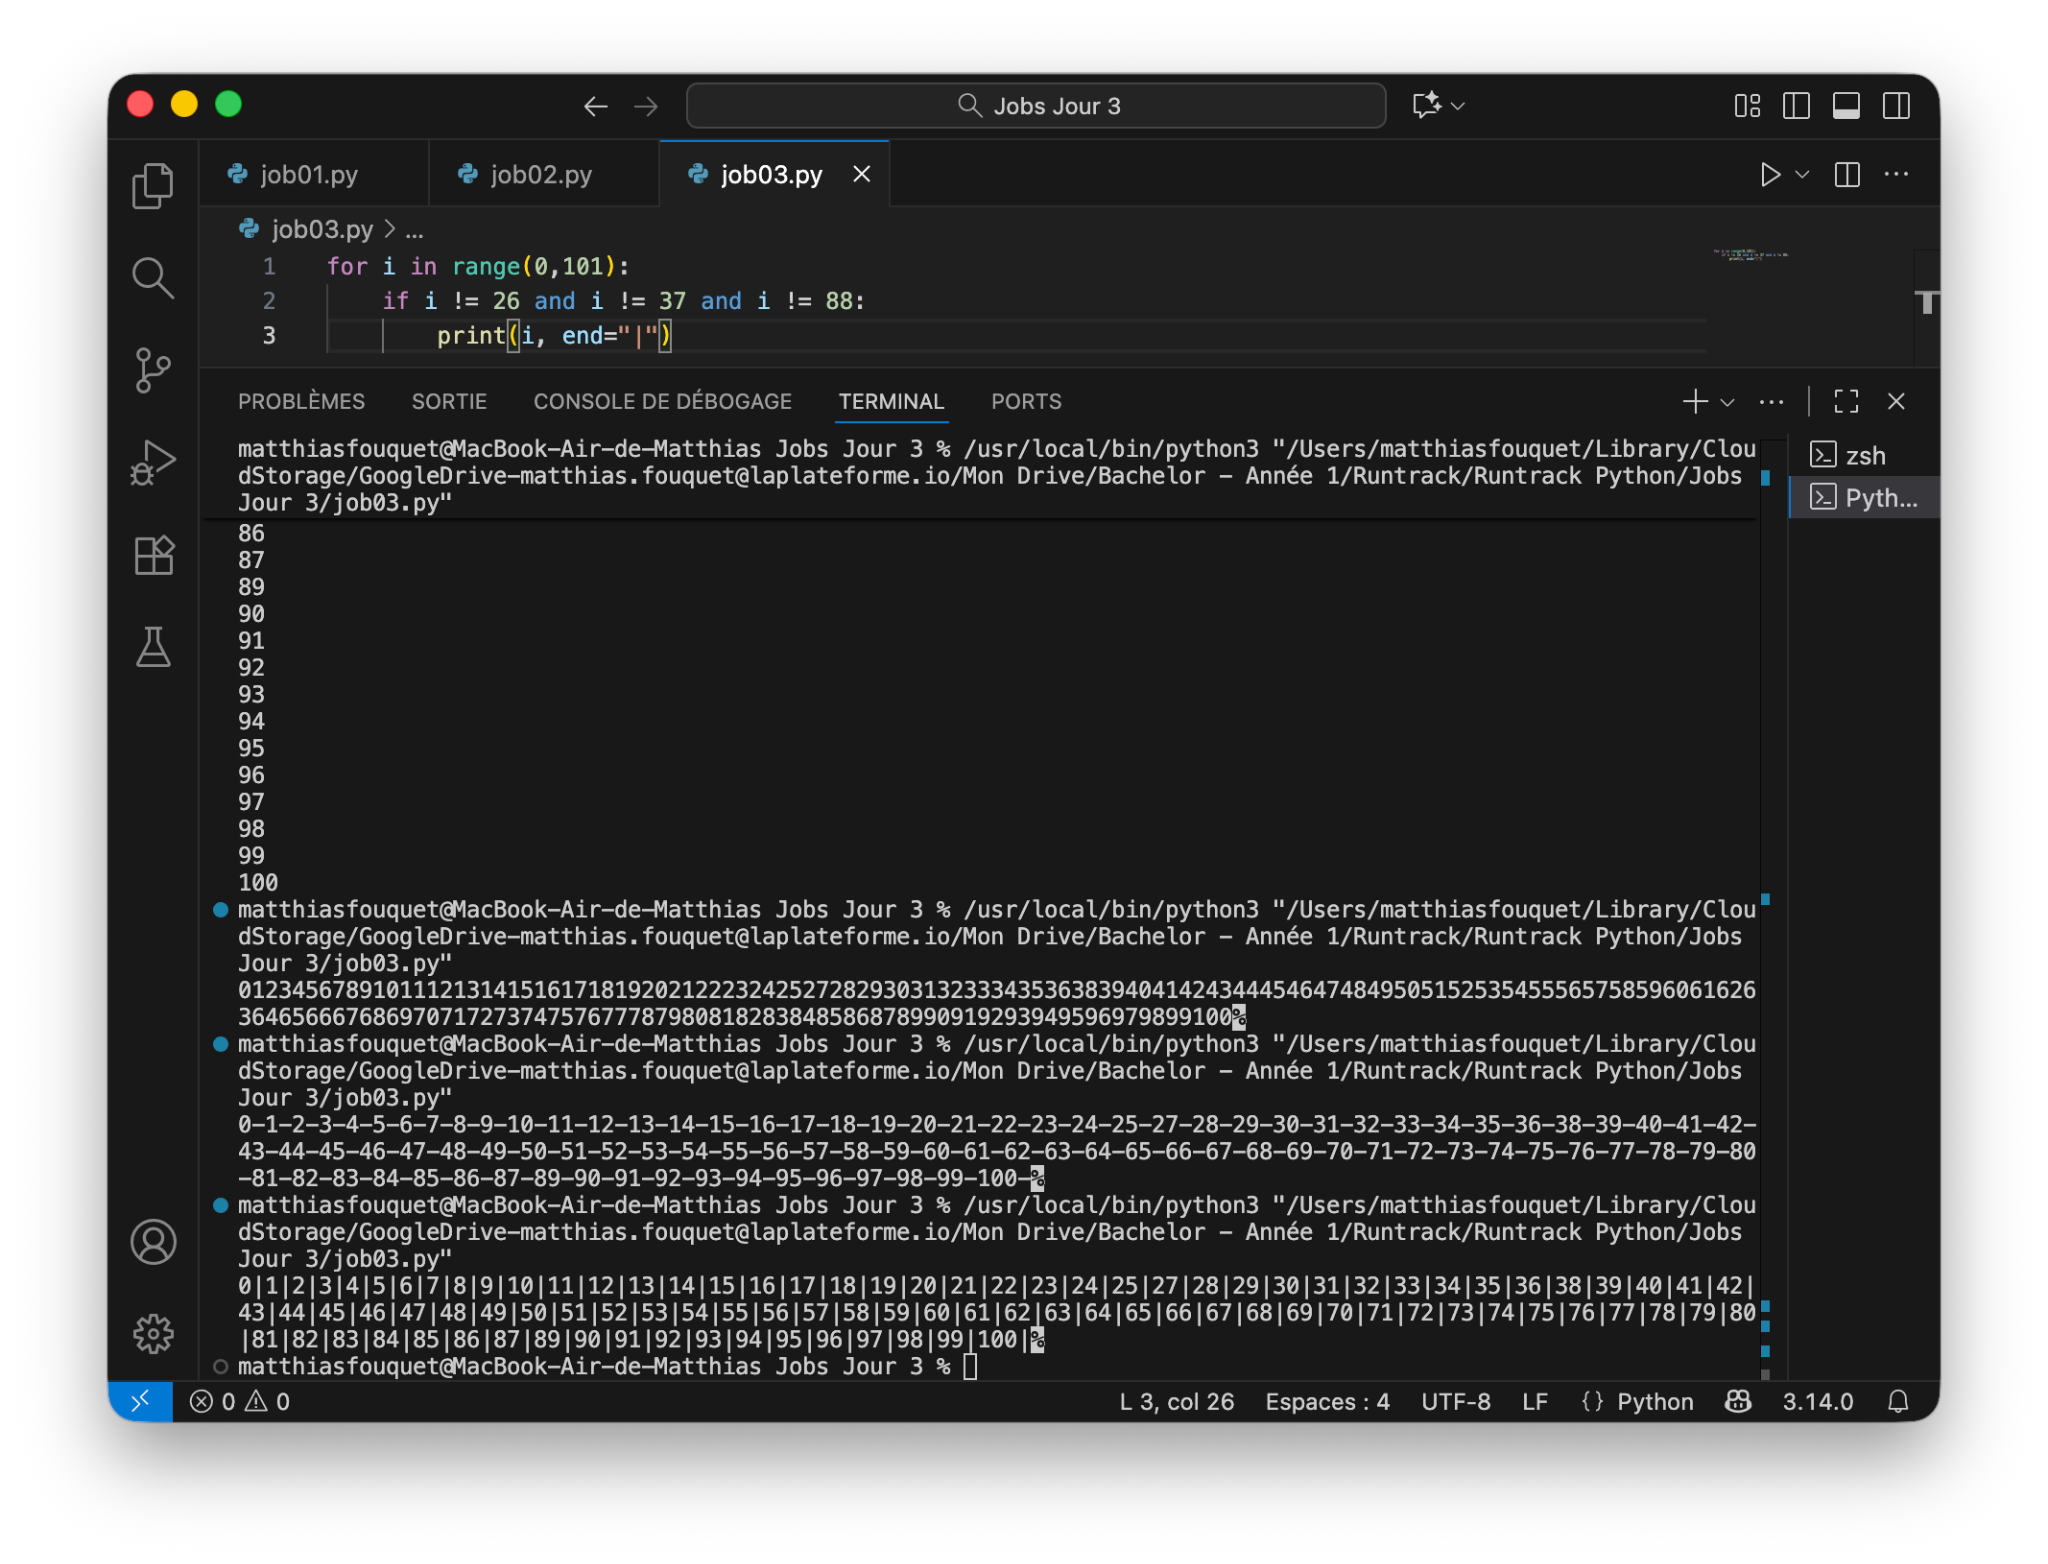 Jobs Jour 3
job01.py
job02.py
job03.py
job03.py > ...
1 for i in range(0,101):
2     if i != 26 and i != 37 and i != 88:
3         print(i, end="|")
PROBLÈMES SORTIE CONSOLE DE DÉBOGAGE TERMINAL PORTS
zsh
Pyth...
matthiasfouquet@MacBook-Air-de-Matthias Jobs Jour 3 % /usr/local/bin/python3 "/Users/matthiasfouquet/Library/Clou
dStorage/GoogleDrive-matthias.fouquet@laplateforme.io/Mon Drive/Bachelor - Année 1/Runtrack/Runtrack Python/Jobs
Jour 3/job03.py"
86
87
89
90
91
92
93
94
95
96
97
98
99
100
matthiasfouquet@MacBook-Air-de-Matthias Jobs Jour 3 % /usr/local/bin/python3 "/Users/matthiasfouquet/Library/Clou
dStorage/GoogleDrive-matthias.fouquet@laplateforme.io/Mon Drive/Bachelor - Année 1/Runtrack/Runtrack Python/Jobs
Jour 3/job03.py"
01234567891011121314151617181920212223242527282930313233343536383940414243444546474849505152535455565758596061626
36465666768697071727374757677787980818283848586878990919293949596979899100%
matthiasfouquet@MacBook-Air-de-Matthias Jobs Jour 3 % /usr/local/bin/python3 "/Users/matthiasfouquet/Library/Clou
dStorage/GoogleDrive-matthias.fouquet@laplateforme.io/Mon Drive/Bachelor - Année 1/Runtrack/Runtrack Python/Jobs
Jour 3/job03.py"
0-1-2-3-4-5-6-7-8-9-10-11-12-13-14-15-16-17-18-19-20-21-22-23-24-25-27-28-29-30-31-32-33-34-35-36-38-39-40-41-42-
43-44-45-46-47-48-49-50-51-52-53-54-55-56-57-58-59-60-61-62-63-64-65-66-67-68-69-70-71-72-73-74-75-76-77-78-79-80
-81-82-83-84-85-86-87-89-90-91-92-93-94-95-96-97-98-99-100-%
matthiasfouquet@MacBook-Air-de-Matthias Jobs Jour 3 % /usr/local/bin/python3 "/Users/matthiasfouquet/Library/Clou
dStorage/GoogleDrive-matthias.fouquet@laplateforme.io/Mon Drive/Bachelor - Année 1/Runtrack/Runtrack Python/Jobs
Jour 3/job03.py"
0|1|2|3|4|5|6|7|8|9|10|11|12|13|14|15|16|17|18|19|20|21|22|23|24|25|27|28|29|30|31|32|33|34|35|36|38|39|40|41|42|
43|44|45|46|47|48|49|50|51|52|53|54|55|56|57|58|59|60|61|62|63|64|65|66|67|68|69|70|71|72|73|74|75|76|77|78|79|80
|81|82|83|84|85|86|87|89|90|91|92|93|94|95|96|97|98|99|100|%
matthiasfouquet@MacBook-Air-de-Matthias Jobs Jour 3 %
0 0 L 3, col 26 Espaces : 4 UTF-8 LF {} Python 3.14.0